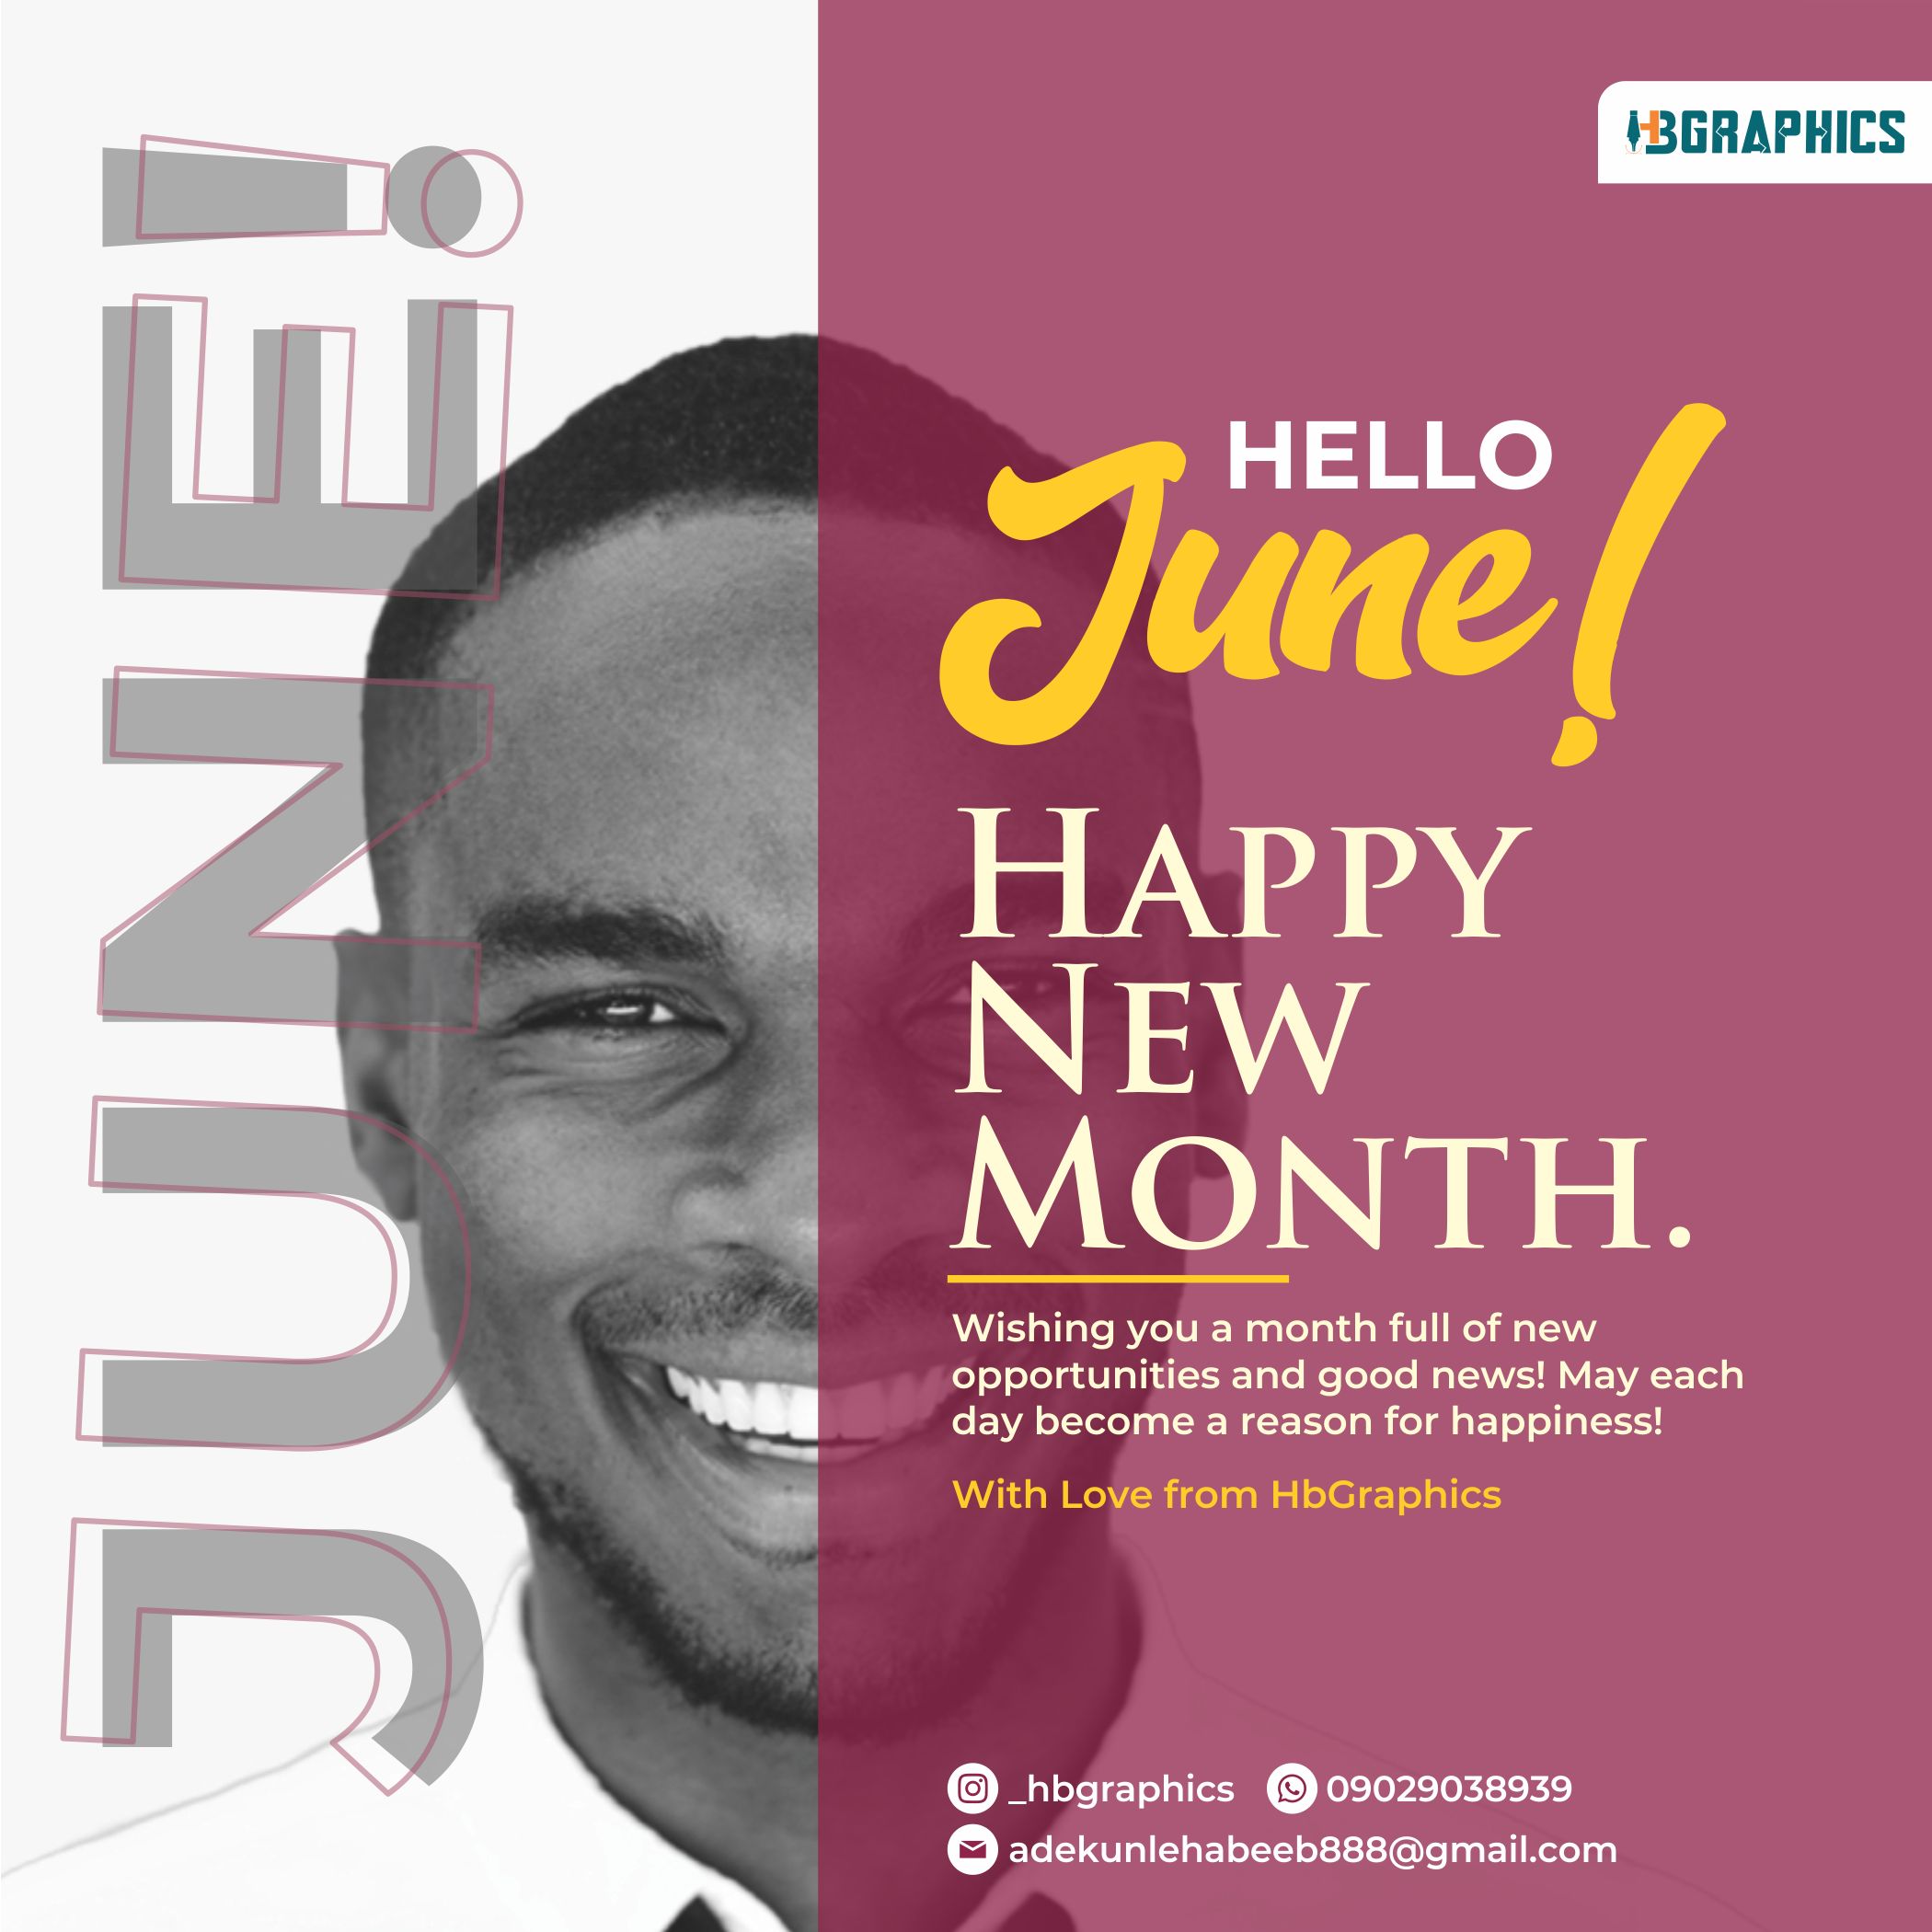 JUNE!
HBGRAPHICS
HELLO
June!
HAPPY
NEW
MONTH.
Wishing you a month full of new
opportunities and good news! May each
day become a reason for happiness!
With Love from HbGraphics
_hbgraphics 09029038939
adekunlehabeeb888@gmail.com